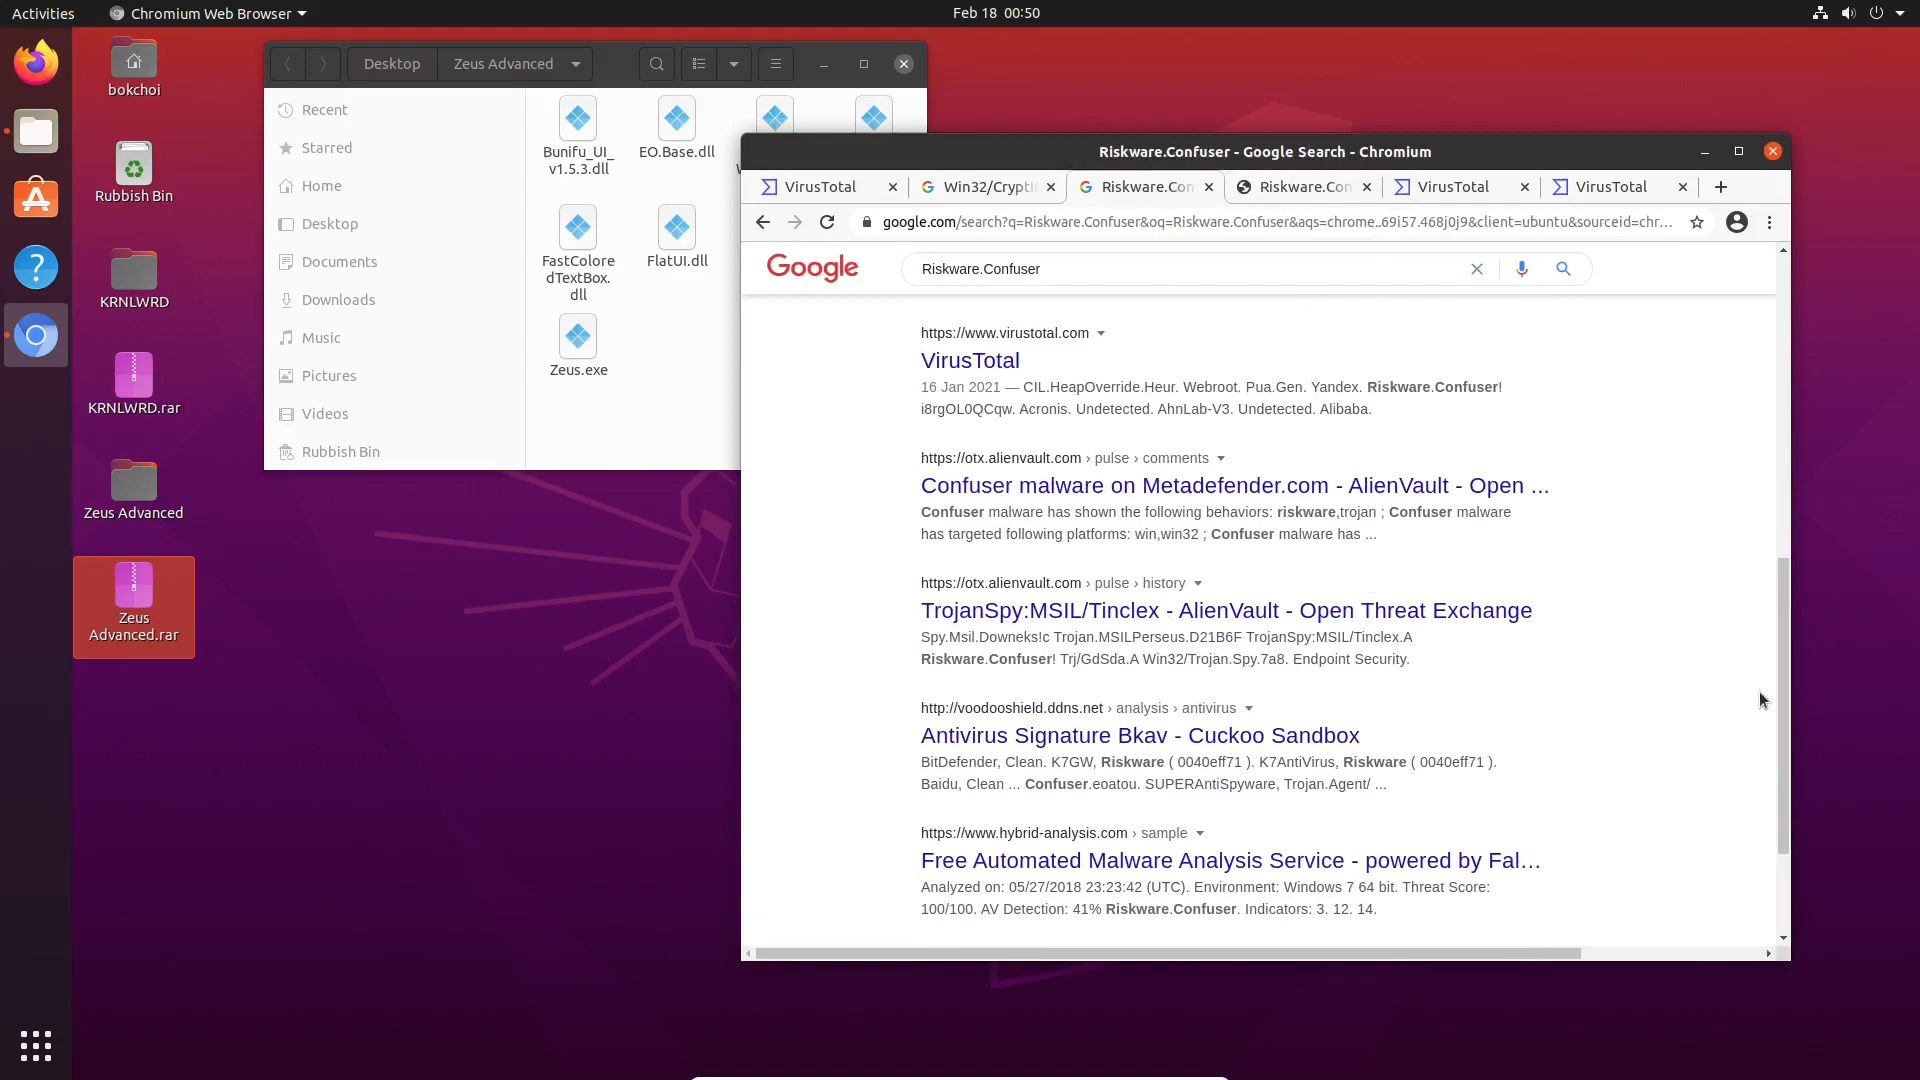 Activities
Chromium Web Browser
Feb 18 00:50
bokchoi
Rubbish Bin
KRNLWRD
KRNLWRD.rar
Zeus Advanced
Zeus
Advanced.rar
Desktop
Zeus Advanced
Recent
Starred
Home
Desktop
Documents
Downloads
Music
Pictures
Videos
Rubbish Bin
Bunifu_UI_
v1.5.3.dll
EO.Base.dll
FastColore
dTextBox.
dll
FlatUI.dll
Zeus.exe
Riskware.Confuser - Google Search - Chromium
VirusTotal
Win32/Crypt
Riskware.Con
Riskware.Con
VirusTotal
VirusTotal
google.com/search?q=Riskware.Confuser&oq=Riskware.Confuser&aqs=chrome..69i57.468j0j9&client=ubuntu&sourceid=chr...
Google
Riskware.Confuser
https://www.virustotal.com
VirusTotal
16 Jan 2021 — CIL.HeapOverride.Heur. Webroot. Pua.Gen. Yandex. Riskware.Confuser!
i8rgOL0QCqw. Acronis. Undetected. AhnLab-V3. Undetected. Alibaba.
https://otx.alienvault.com › pulse › comments
Confuser malware on Metadefender.com - AlienVault - Open ...
Confuser malware has shown the following behaviors: riskware,trojan ; Confuser malware
has targeted following platforms: win,win32 ; Confuser malware has ...
https://otx.alienvault.com › pulse › history
TrojanSpy:MSIL/Tinclex - AlienVault - Open Threat Exchange
Spy.Msil.Downeks!c Trojan.MSILPerseus.D21B6F TrojanSpy:MSIL/Tinclex.A
Riskware.Confuser! Trj/GdSda.A Win32/Trojan.Spy.7a8. Endpoint Security.
http://voodooshield.ddns.net › analysis › antivirus
Antivirus Signature Bkav - Cuckoo Sandbox
BitDefender, Clean. K7GW, Riskware ( 0040eff71 ). K7AntiVirus, Riskware ( 0040eff71 ).
Baidu, Clean ... Confuser.eoatou. SUPERAntiSpyware, Trojan.Agent/ ...
https://www.hybrid-analysis.com › sample
Free Automated Malware Analysis Service - powered by Fal...
Analyzed on: 05/27/2018 23:23:42 (UTC). Environment: Windows 7 64 bit. Threat Score:
100/100. AV Detection: 41% Riskware.Confuser. Indicators: 3. 12. 14.